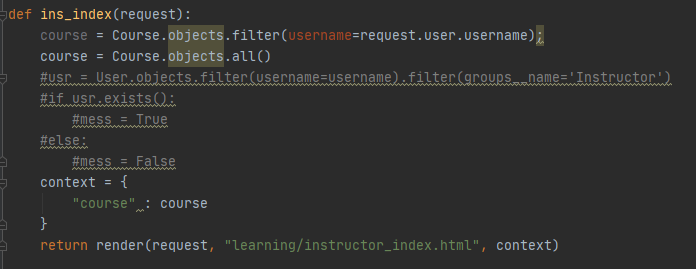 def ins_index(request):
    course = Course.objects.filter(username=request.user.username);
    course = Course.objects.all()
    #usr = User.objects.filter(username=username).filter(groups__name='Instructor')
    #if usr.exists():
        #mess = True
    #else:
        #mess = False
    context = {
        "course" : course
    }
    return render(request, "learning/instructor_index.html", context)